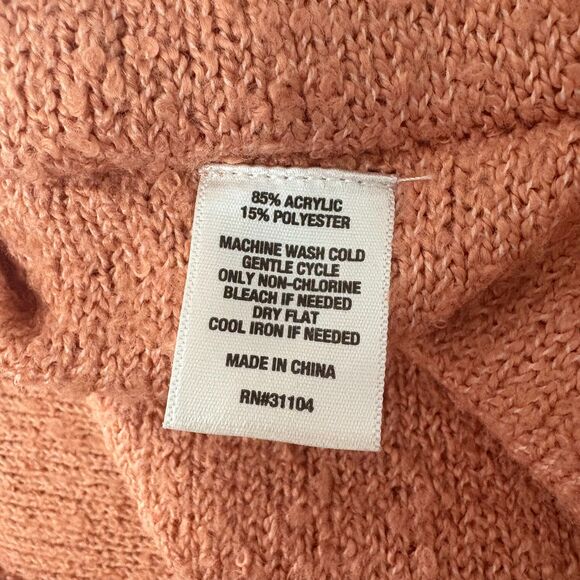 85% ACRYLIC
15% POLYESTER
MACHINE WASH COLD
GENTLE CYCLE
ONLY NON-CHLORINE
BLEACH IF NEEDED
DRY FLAT
COOL IRON IF NEEDED
MADE IN CHINA
RN#31104